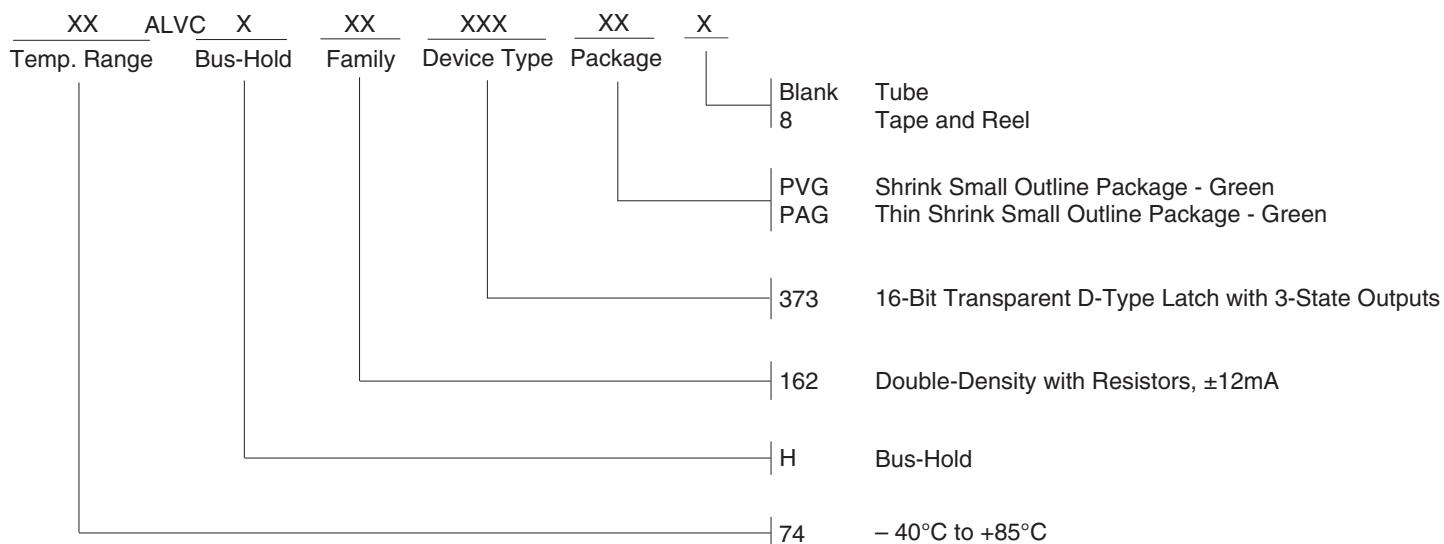 XX ALVC X XX XXX XX X
Temp. Range Bus-Hold Family Device Type Package
Blank Tube
8 Tape and Reel
PVG Shrink Small Outline Package - Green
PAG Thin Shrink Small Outline Package - Green
373 16-Bit Transparent D-Type Latch with 3-State Outputs
162 Double-Density with Resistors, ±12mA
H Bus-Hold
74 – 40°C to +85°C